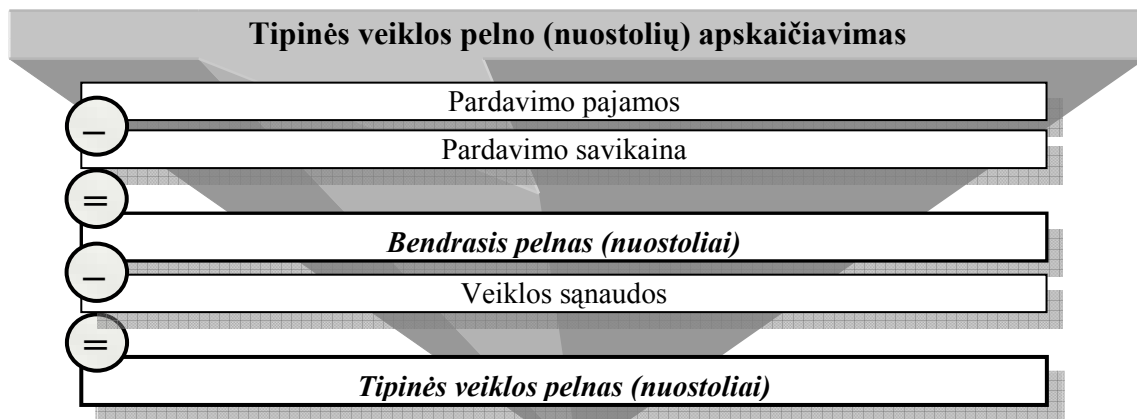 Tipinės veiklos pelno (nuostolių) apskaičiavimas
Pardavimo pajamos
–
Pardavimo savikaina
=
Bendrasis pelnas (nuostoliai)
–
Veiklos sąnaudos
=
Tipinės veiklos pelnas (nuostoliai)